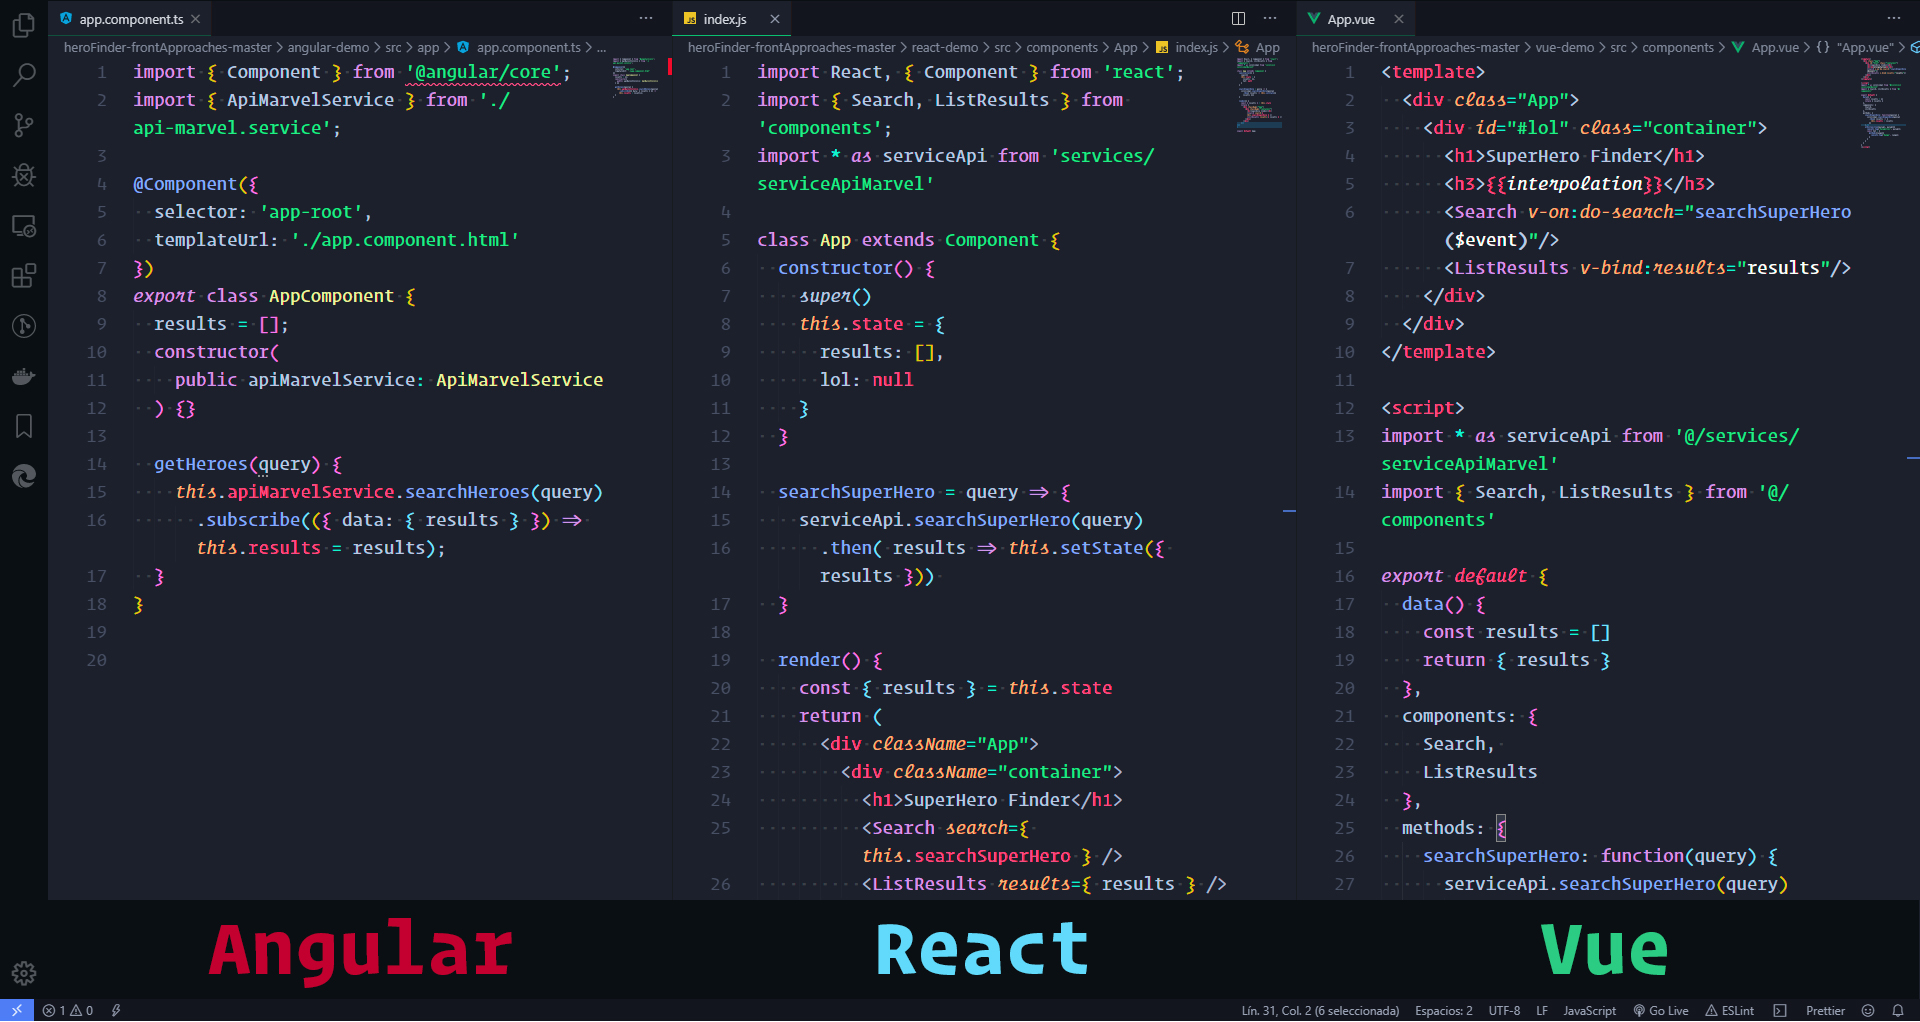 app.component.ts
heroFinder-frontApproaches-master > angular-demo > src > app > app.component.ts > ...
1 import { Component } from '@angular/core';
2 import { ApiMarvelService } from './
api-marvel.service';
3
4 @Component({
5 selector: 'app-root',
6 templateUrl: './app.component.html'
7 })
8 export class AppComponent {
9 results = [];
10 constructor(
11 public apiMarvelService: ApiMarvelService
12 ) {}
13
14 getHeroes(query) {
15 this.apiMarvelService.searchHeroes(query)
16 .subscribe(({ data: { results } }) =>
this.results = results);
17 }
18 }
19
20
index.js
heroFinder-frontApproaches-master > react-demo > src > components > App > index.js > App
1 import React, { Component } from 'react';
2 import { Search, ListResults } from
'components';
3 import * as serviceApi from 'services/
serviceApiMarvel'
4
5 class App extends Component {
6 constructor() {
7 super()
8 this.state = {
9 results: [],
10 lol: null
11 }
12 }
13
14 searchSuperHero = query => {
15 serviceApi.searchSuperHero(query)
16 .then( results => this.setState({
results }))
17 }
18
19 render() {
20 const { results } = this.state
21 return (
22 <div className="App">
23 <div className="container">
24 <h1>SuperHero Finder</h1>
25 <Search search={
this.searchSuperHero } />
26 <ListResults results={ results } />
App.vue
heroFinder-frontApproaches-master > vue-demo > src > components > App.vue > {} "App.vue" >
1 <template>
2 <div class="App">
3 <div id="#lol" class="container">
4 <h1>SuperHero Finder</h1>
5 <h3>{{interpolation}}</h3>
6 <Search v-on:do-search="searchSuperHero
($event)"/>
7 <ListResults v-bind:results="results"/>
8 </div>
9 </div>
10 </template>
11
12 <script>
13 import * as serviceApi from '@/services/
serviceApiMarvel'
14 import { Search, ListResults } from '@/
components'
15
16 export default {
17 data() {
18 const results = []
19 return { results }
20 },
21 components: {
22 Search,
23 ListResults
24 },
25 methods: {
26 searchSuperHero: function(query) {
27 serviceApi.searchSuperHero(query)
Angular
React
Vue
1 0
Lín. 31, Col. 2 (6 seleccionada) Espacios: 2 UTF-8 LF JavaScript Go Live ESLint Prettier